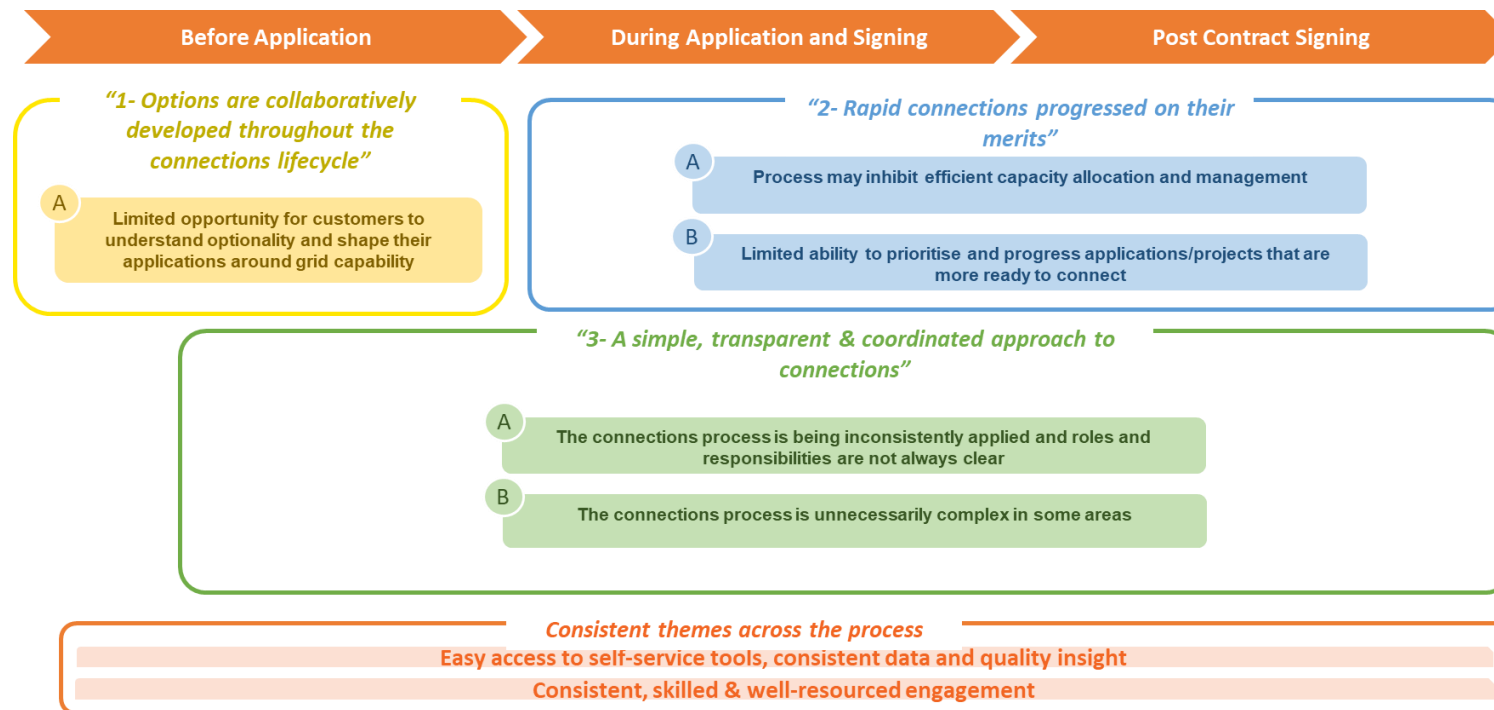 Before Application
During Application and Signing
Post Contract Signing
“1- Options are collaboratively
developed throughout the
connections lifecycle”
A
Limited opportunity for customers to
understand optionality and shape their
applications around grid capability
“2- Rapid connections progressed on their
merits”
A
Process may inhibit efficient capacity allocation and management
B
Limited ability to prioritise and progress applications/projects that are
more ready to connect
“3- A simple, transparent & coordinated approach to
connections”
A
The connections process is being inconsistently applied and roles and
responsibilities are not always clear
B
The connections process is unnecessarily complex in some areas
Consistent themes across the process
Easy access to self-service tools, consistent data and quality insight
Consistent, skilled & well-resourced engagement